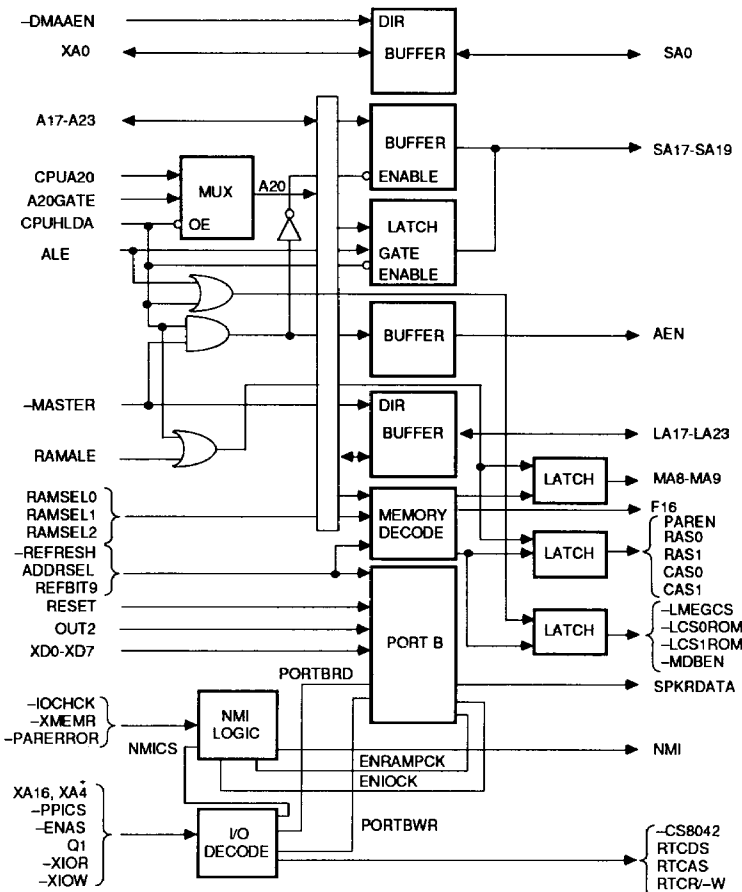 -DMAAEN
DIR
XA0
BUFFER
SA0
A17-A23
BUFFER
SA17-SA19
ENABLE
CPUA20
MUX
A20
A20GATE
CPUHLDA
OE
LATCH
ALE
GATE
ENABLE
BUFFER
AEN
-MASTER
DIR
BUFFER
LA17-LA23
RAMALE
LATCH
MA8-MA9
RAMSEL0
RAMSEL1
RAMSEL2
MEMORY
DECODE
F16
PAREN
RAS0
RAS1
CAS0
CAS1
LATCH
-REFRESH
ADDRSEL
REFBIT9
RESET
OUT2
XD0-XD7
PORT B
LATCH
-LMEGCS
-LCS0ROM
-LCS1ROM
-MDBEN
PORTBRD
SPKRDATA
-IOCHCK
-XMEMR
-PARERROR
NMI
LOGIC
NMICS
NMI
ENRAMPCK
ENIOCK
XA16, XA4
-PPICS
-ENAS
Q1
-XIOR
-XIOW
I/O
DECODE
PORTBWR
-CS8042
RTCDS
RTCAS
RTCR/-W